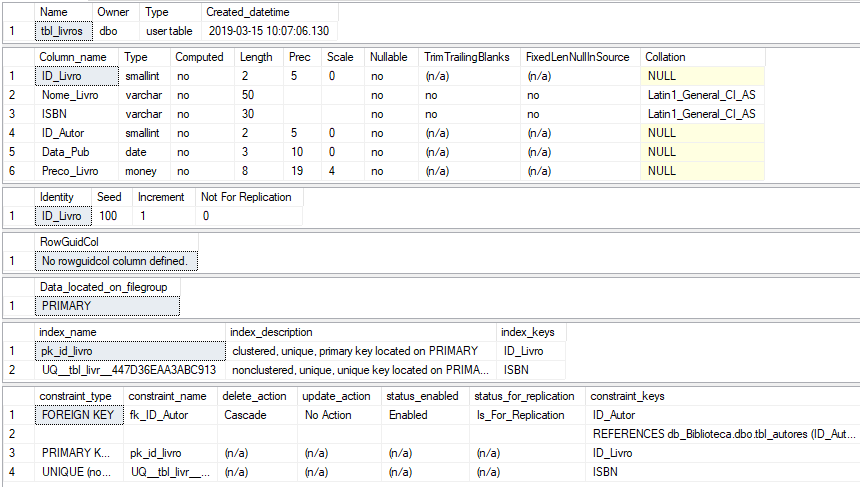 Name Owner Type Created_datetime
1 tbl_livros dbo user table 2019-03-15 10:07:06.130
Column_name Type Computed Length Prec Scale Nullable TrimTrailingBlanks FixedLenNullInSource Collation
1 ID_Livro smallint no 2 5 0 no (n/a) (n/a) NULL
2 Nome_Livro varchar no 50 no no no Latin1_General_CI_AS
3 ISBN varchar no 30 no no no Latin1_General_CI_AS
4 ID_Autor smallint no 2 5 0 no (n/a) (n/a) NULL
5 Data_Pub date no 3 10 0 no (n/a) (n/a) NULL
6 Preco_Livro money no 8 19 4 no (n/a) (n/a) NULL
Identity Seed Increment Not For Replication
1 ID_Livro 100 1 0
RowGuidCol
1 No rowguidcol column defined.
Data_located_on_filegroup
1 PRIMARY
index_name index_description index_keys
1 pk_id_livro clustered, unique, primary key located on PRIMARY ID_Livro
2 UQ__tbl_livr__447D36EAA3ABC913 nonclustered, unique, unique key located on PRIMA... ISBN
constraint_type constraint_name delete_action update_action status_enabled status_for_replication constraint_keys
1 FOREIGN KEY fk_ID_Autor Cascade No Action Enabled Is_For_Replication ID_Autor
2 REFERENCES db_Biblioteca.dbo.tbl_autores (ID_Aut...
3 PRIMARY K... pk_id_livro (n/a) (n/a) (n/a) (n/a) ID_Livro
4 UNIQUE (no... UQ__tbl_livr__... (n/a) (n/a) (n/a) (n/a) ISBN